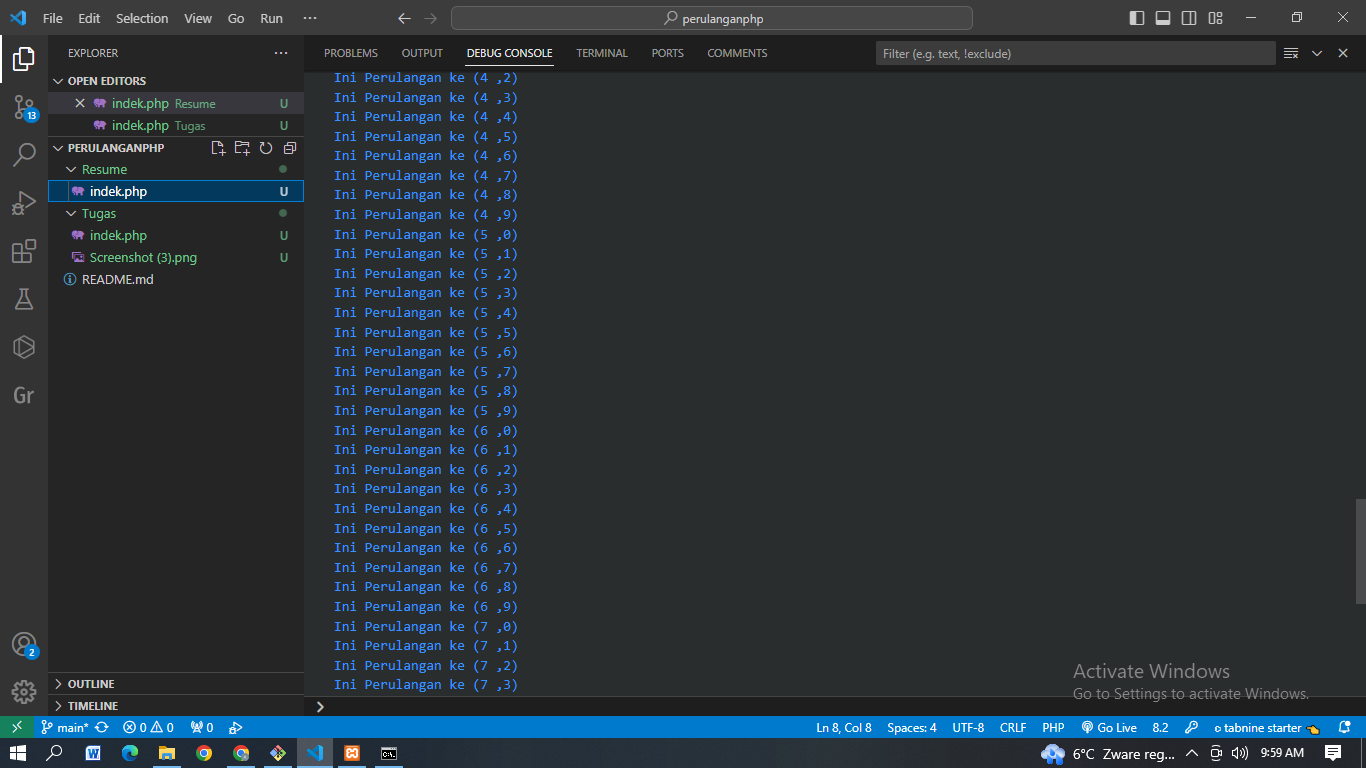 File Edit Selection View Go Run ···
perulanganphp
EXPLORER
PROBLEMS OUTPUT DEBUG CONSOLE TERMINAL PORTS COMMENTS
Filter (e.g. text, !exclude)
OPEN EDITORS
indek.php Resume U
indek.php Tugas U
PERULANGANPHP
Resume
indek.php U
Tugas
indek.php U
Screenshot (3).png U
README.md
OUTLINE
TIMELINE
13
Gr
2
Ini Perulangan ke (4 ,2)
Ini Perulangan ke (4 ,3)
Ini Perulangan ke (4 ,4)
Ini Perulangan ke (4 ,5)
Ini Perulangan ke (4 ,6)
Ini Perulangan ke (4 ,7)
Ini Perulangan ke (4 ,8)
Ini Perulangan ke (4 ,9)
Ini Perulangan ke (5 ,0)
Ini Perulangan ke (5 ,1)
Ini Perulangan ke (5 ,2)
Ini Perulangan ke (5 ,3)
Ini Perulangan ke (5 ,4)
Ini Perulangan ke (5 ,5)
Ini Perulangan ke (5 ,6)
Ini Perulangan ke (5 ,7)
Ini Perulangan ke (5 ,8)
Ini Perulangan ke (5 ,9)
Ini Perulangan ke (6 ,0)
Ini Perulangan ke (6 ,1)
Ini Perulangan ke (6 ,2)
Ini Perulangan ke (6 ,3)
Ini Perulangan ke (6 ,4)
Ini Perulangan ke (6 ,5)
Ini Perulangan ke (6 ,6)
Ini Perulangan ke (6 ,7)
Ini Perulangan ke (6 ,8)
Ini Perulangan ke (6 ,9)
Ini Perulangan ke (7 ,0)
Ini Perulangan ke (7 ,1)
Ini Perulangan ke (7 ,2)
Ini Perulangan ke (7 ,3)
Activate Windows
Go to Settings to activate Windows.
main* 0 0 0 Ln 8, Col 8 Spaces: 4 UTF-8 CRLF PHP Go Live 8.2 tabnine starter
6°C Zware reg... 9:59 AM